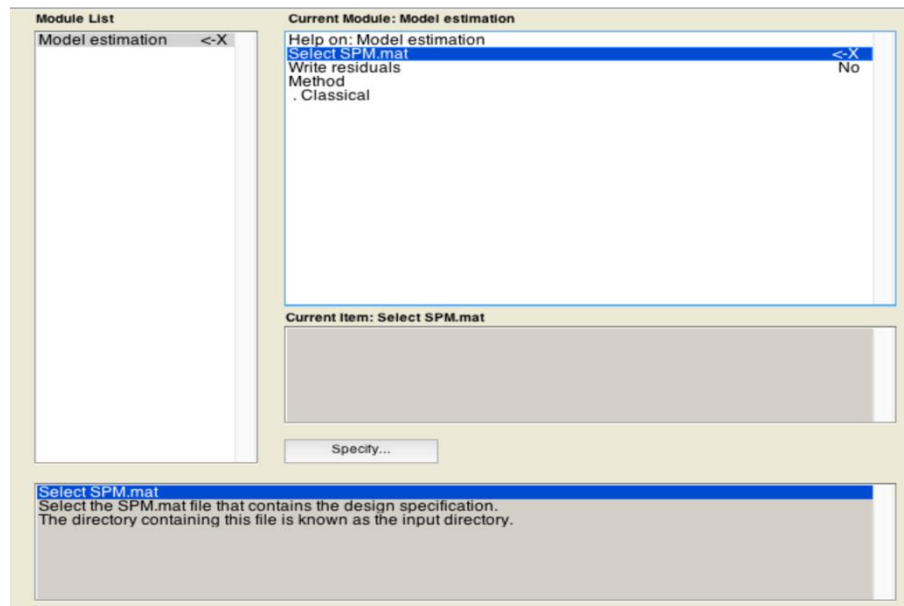 Module List
Model estimation <-X
Current Module: Model estimation
Help on: Model estimation
Select SPM.mat <-X
Write residuals No
Method
. Classical
Current Item: Select SPM.mat
Specify...
Select SPM.mat
Select the SPM.mat file that contains the design specification.
The directory containing this file is known as the input directory.